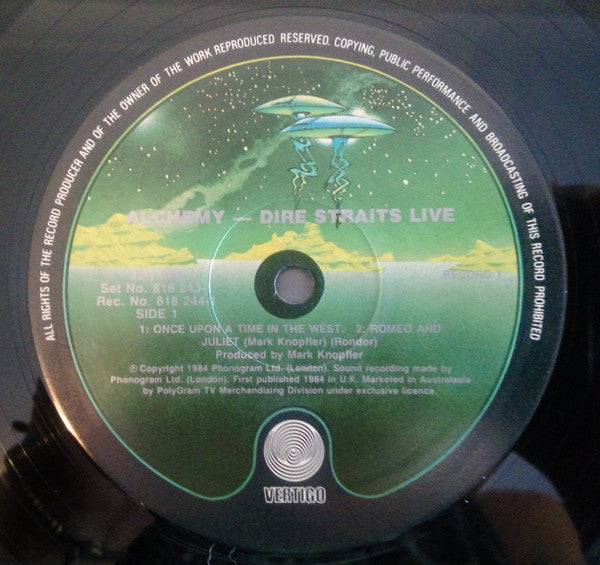 ALL RIGHTS OF THE RECORD PRODUCER AND OF THE OWNER OF THE WORK REPRODUCED RESERVED. COPYING, PUBLIC PERFORMANCE AND BROADCASTING OF THIS RECORD PROHIBITED
ALCHEMY — DIRE STRAITS LIVE
RECORD 1
Set No. 818 243-
Rec. No. 818 244-
SIDE 1
1: ONCE UPON A TIME IN THE WEST. 2: ROMEO AND
JULIET (Mark Knopfler) (Rondor)
Produced by Mark Knopfler
℗ Copyright 1984 Phonogram Ltd. (London). Sound recording made by
Phonogram Ltd. (London). First published 1984 in U.K. Marketed in Australasia
by PolyGram TV Merchandising Division under exclusive licence.
VERTIGO